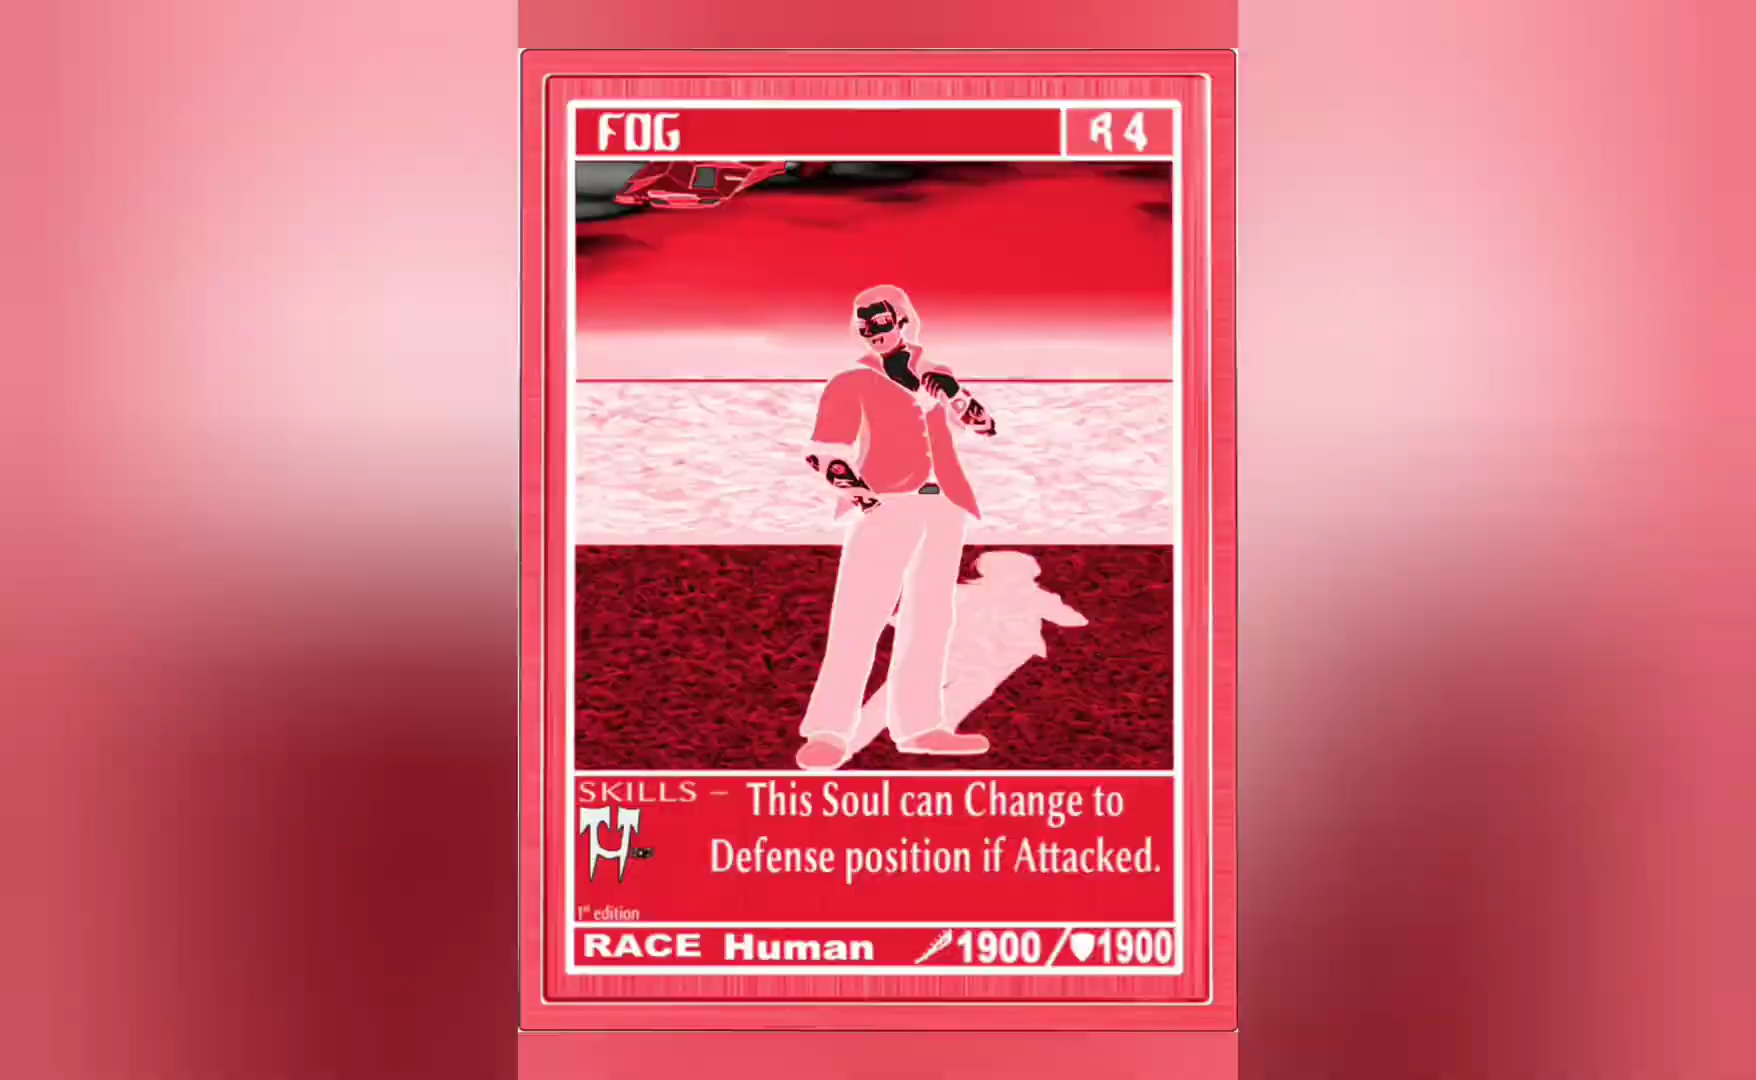 FOG
R 4
SKILLS – This Soul can Change to
Defense position if Attacked.
1st edition
RACE Human 1900/1900